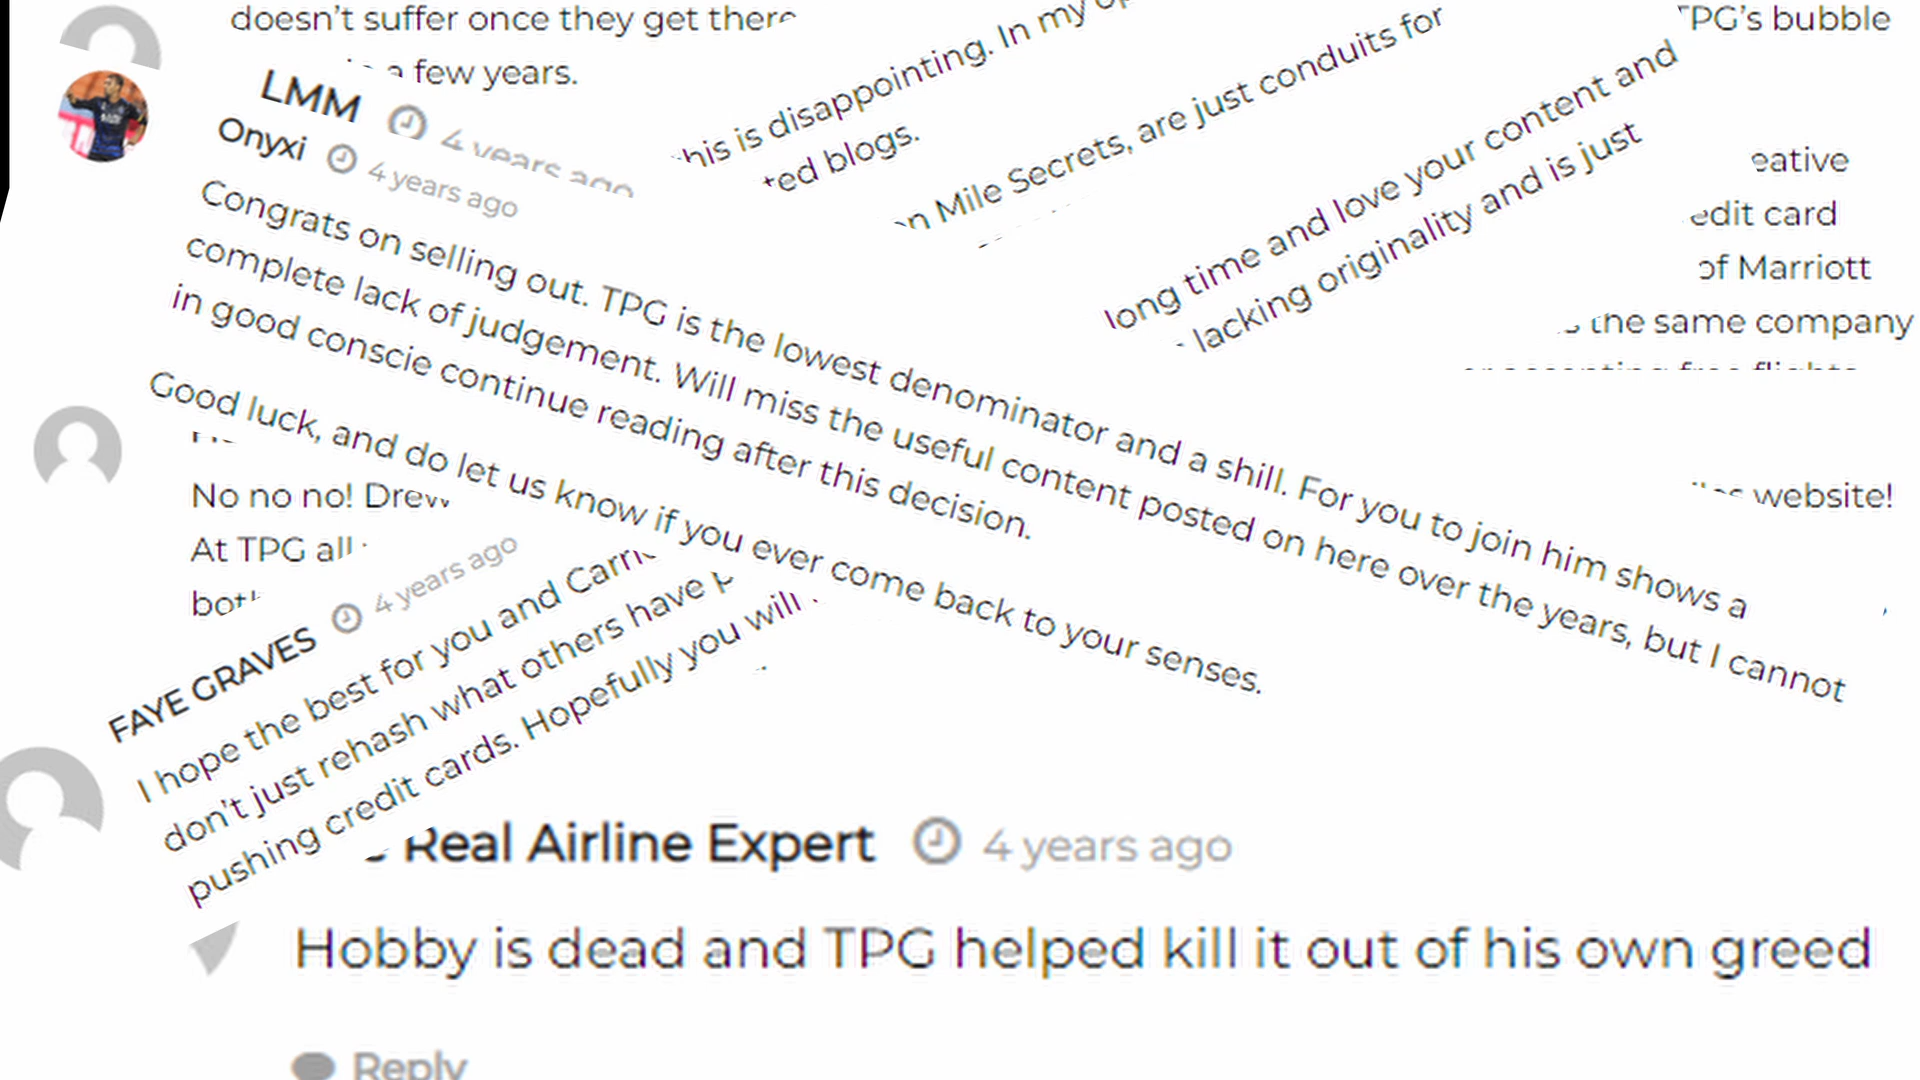 doesn't suffer once they get there
a few years.
LMM 4 years ago
Onyxi 4 years ago
Congrats on selling out. TPG is the lowest denominator and a shill. For you to join him shows a
complete lack of judgement. Will miss the useful content posted on here over the years, but I cannot
in good conscie continue reading after this decision.
Good luck, and do let us know if you ever come back to your senses.
this is disappointing. In my
ted blogs.
on Mile Secrets, are just conduits for
long time and love your content and
lacking originality and is just
TPG's bubble
eative
edit card
of Marriott
the same company
website!
No no no! Drew
At TPG all
FAYE GRAVES 4 years ago
I hope the best for you and
don't just rehash what others have
pushing credit cards. Hopefully you will
Real Airline Expert 4 years ago
Hobby is dead and TPG helped kill it out of his own greed
Reply